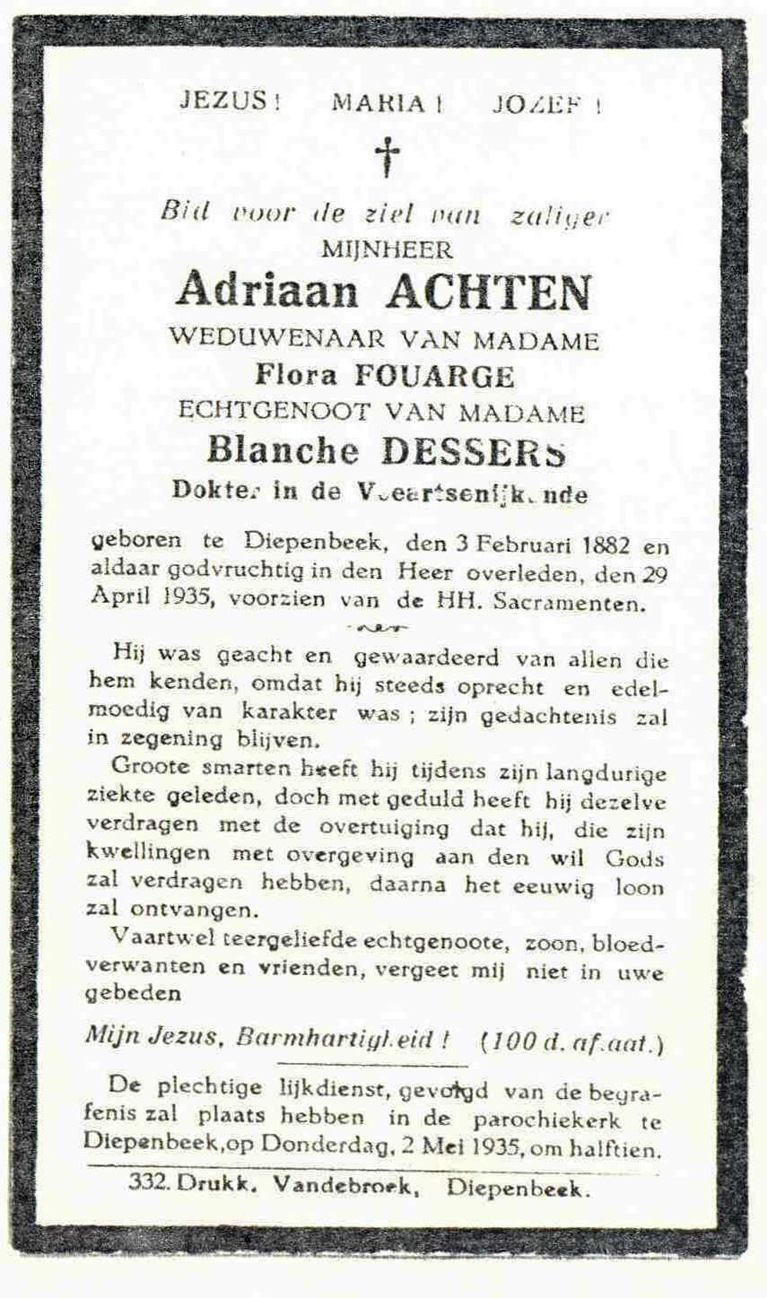 JEZUS! MARIA! JOZEF!
Bid voor de ziel van zaliger
MIJNHEER
Adriaan ACHTEN
WEDUWENAAR VAN MADAME
Flora FOUARGE
ECHTGENOOT VAN MADAME
Blanche DESSERS
Dokter in de Veeartsenijkunde
geboren te Diepenbeek, den 3 Februari 1882 en
aldaar godvruchtig in den Heer overleden, den 29
April 1935, voorzien van de HH. Sacramenten.
Hij was geacht en gewaardeerd van allen die
hem kenden, omdat hij steeds oprecht en edel-
moedig van karakter was ; zijn gedachtenis zal
in zegening blijven.
Groote smarten heeft hij tijdens zijn langdurige
ziekte geleden, doch met geduld heeft hij dezelve
verdragen met de overtuiging dat hij, die zijn
kwellingen met overgeving aan den wil Gods
zal verdragen hebben, daarna het eeuwig loon
zal ontvangen.
Vaartwel teergeliefde echtgenoote, zoon, bloed-
verwanten en vrienden, vergeet mij niet in uwe
gebeden
Mijn Jezus, Barmhartigheid ! (100 d. aflaat.)
De plechtige lijkdienst, gevolgd van de begra-
fenis zal plaats hebben in de parochiekerk te
Diepenbeek, op Donderdag, 2 Mei 1935, om halftien.
332. Drukk. Vandebroek, Diepenbeek.